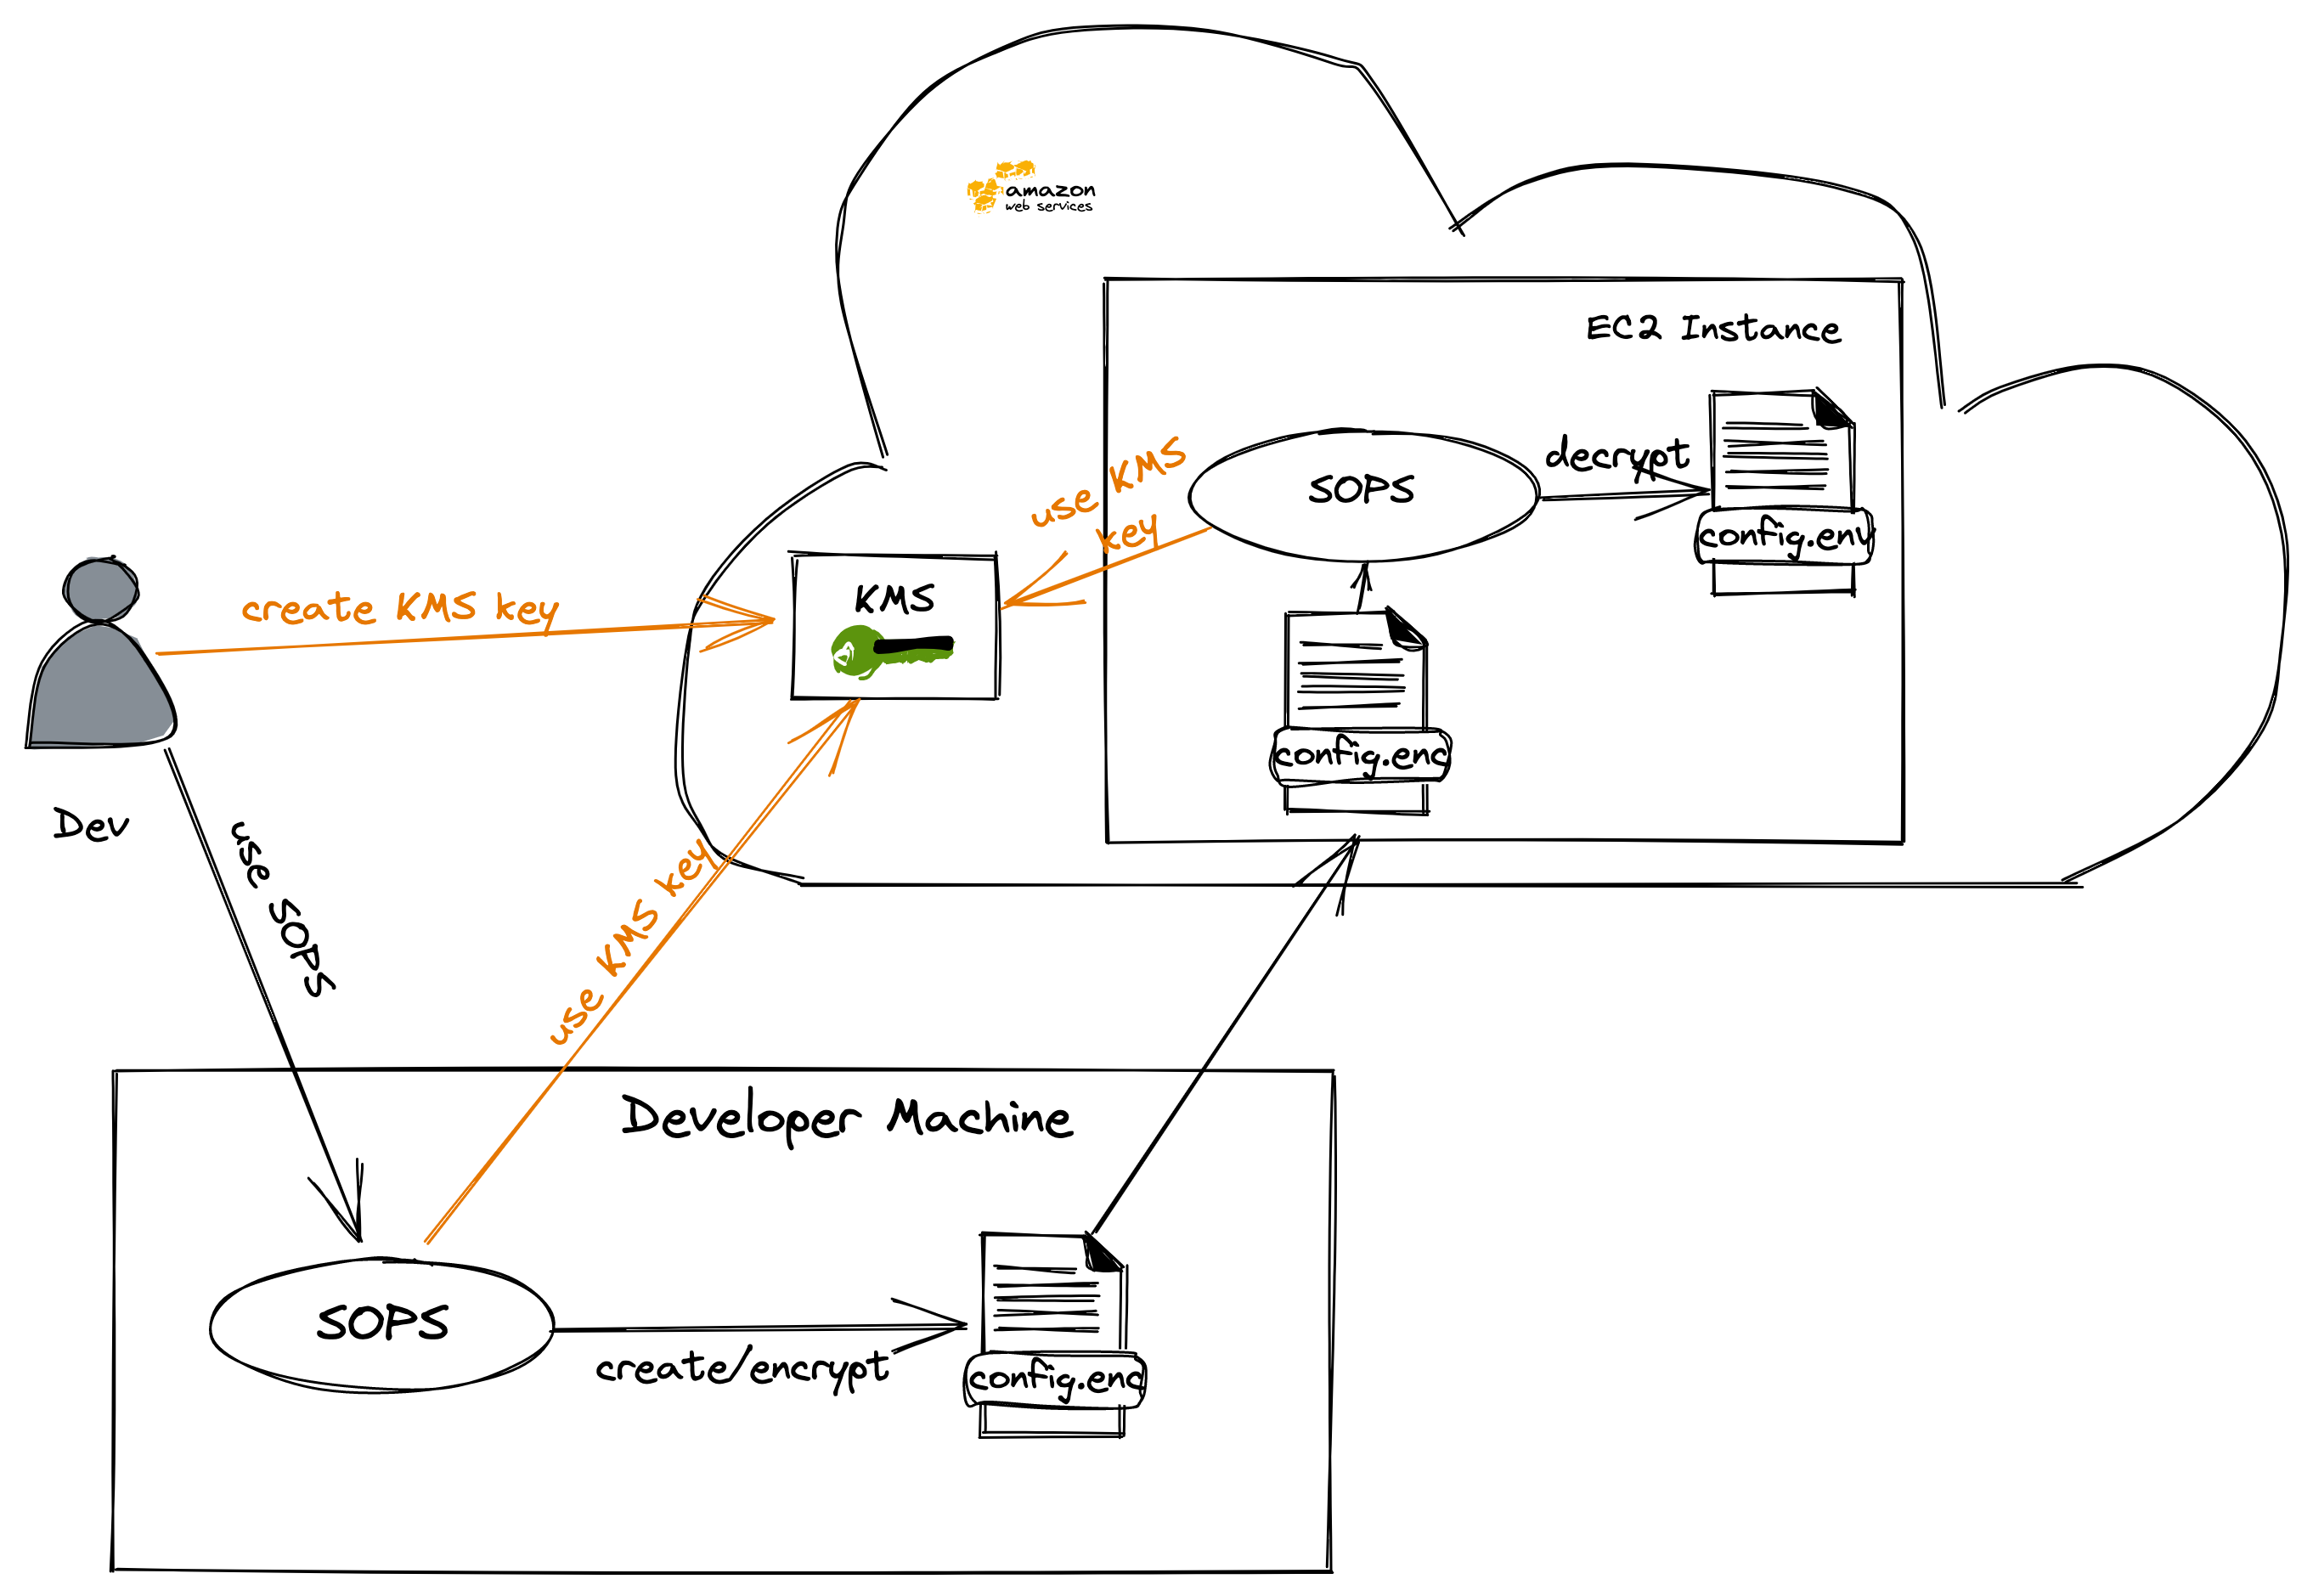 amazon
web services
EC2 Instance
decrypt
use KMS
key
SOPS
config.env
create KMS key
KMS
config.enc
Dev
use SOPS
use KMS key
Developer Machine
SOPS
create/encrypt
config.enc